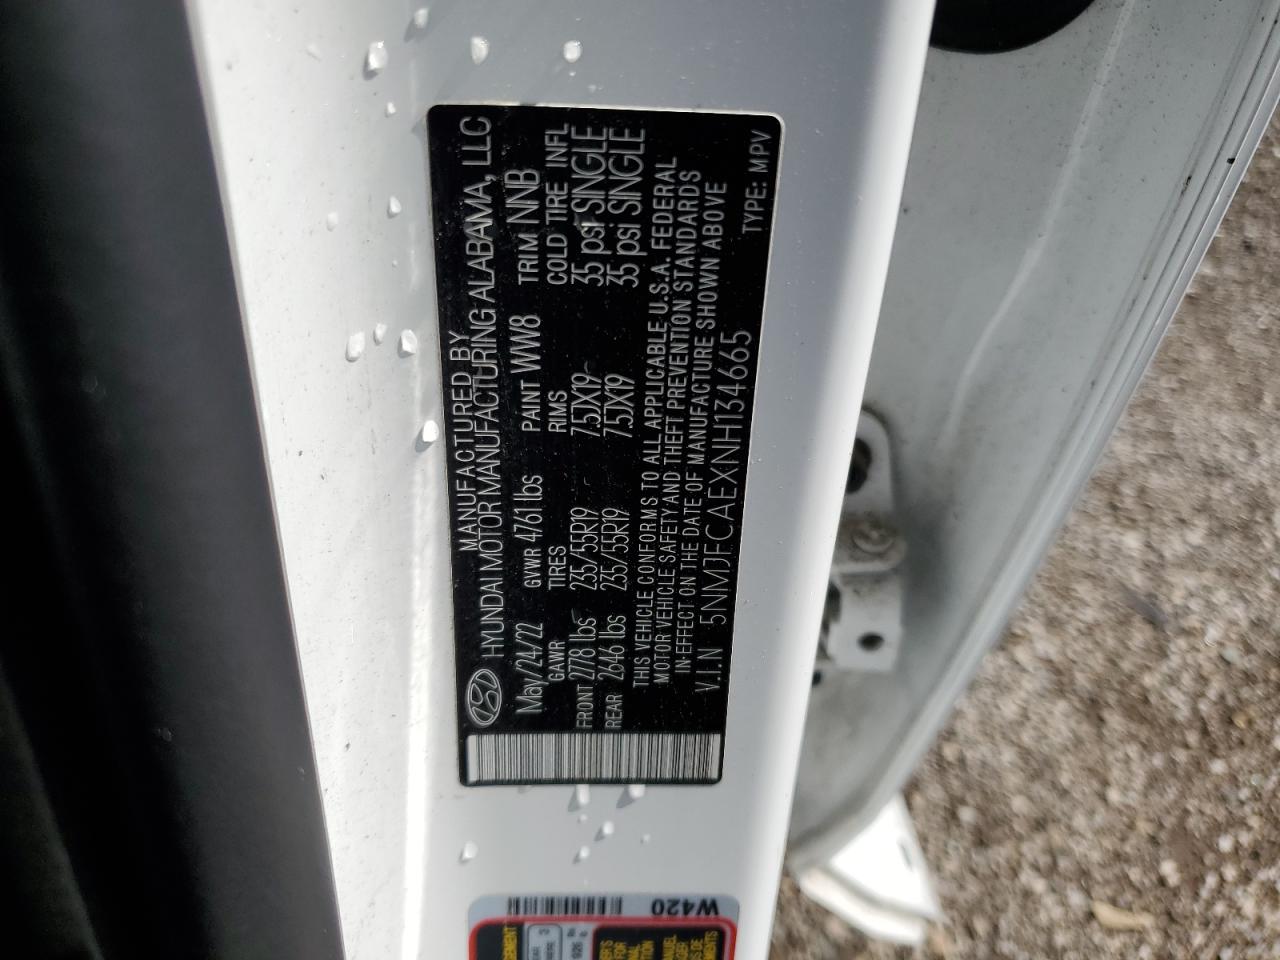 MANUFACTURED BY
HYUNDAI MOTOR MANUFACTURING ALABAMA, LLC
May/24/22 GVWR 4761 lbs PAINT WW8 TRIM NNB
GAWR TIRES RIMS COLD TIRE INFL
FRONT 2778 lbs 235/55R19 7.5JX19 35 psi SINGLE
REAR 2646 lbs 235/55R19 7.5JX19 35 psi SINGLE
THIS VEHICLE CONFORMS TO ALL APPLICABLE U.S.A. FEDERAL
MOTOR VEHICLE SAFETY AND THEFT PREVENTION STANDARDS
IN EFFECT ON THE DATE OF MANUFACTURE SHOWN ABOVE
V.I.N 5NMJFCAEXNH134665 TYPE: MPV
W420